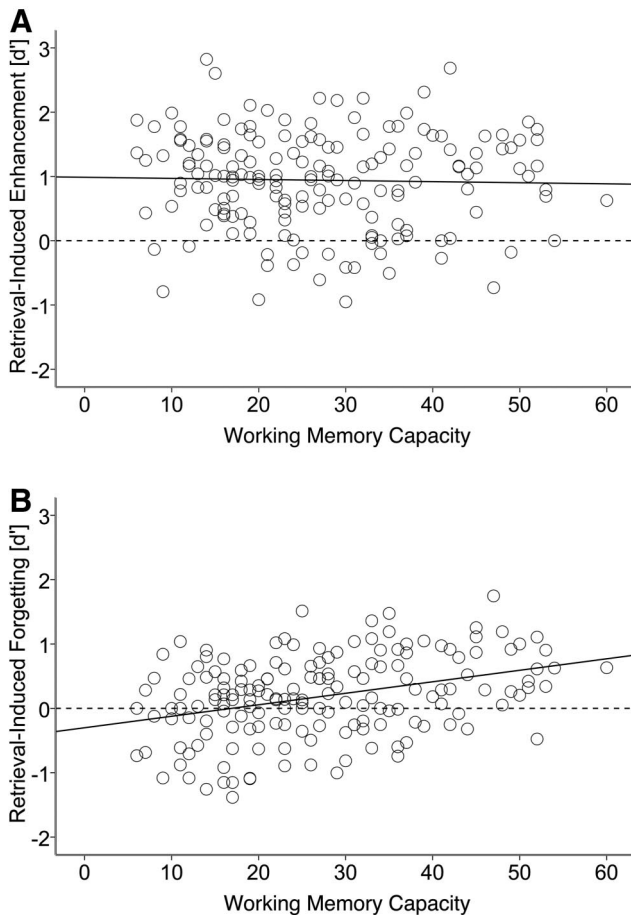 A
Retrieval-Induced Enhancement [d']
3
2
1
0
-1
-2
0 10 20 30 40 50 60
Working Memory Capacity
B
Retrieval-Induced Forgetting [d']
3
2
1
0
-1
-2
0 10 20 30 40 50 60
Working Memory Capacity